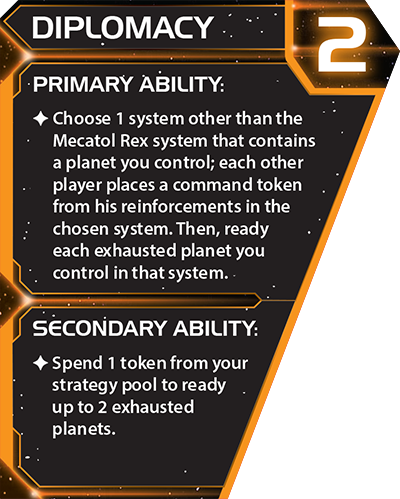 DIPLOMACY
2
PRIMARY ABILITY:
Choose 1 system other than the
Mecatol Rex system that contains
a planet you control; each other
player places a command token
from his reinforcements in the
chosen system. Then, ready
each exhausted planet you
control in that system.
SECONDARY ABILITY:
Spend 1 token from your
strategy pool to ready
up to 2 exhausted
planets.